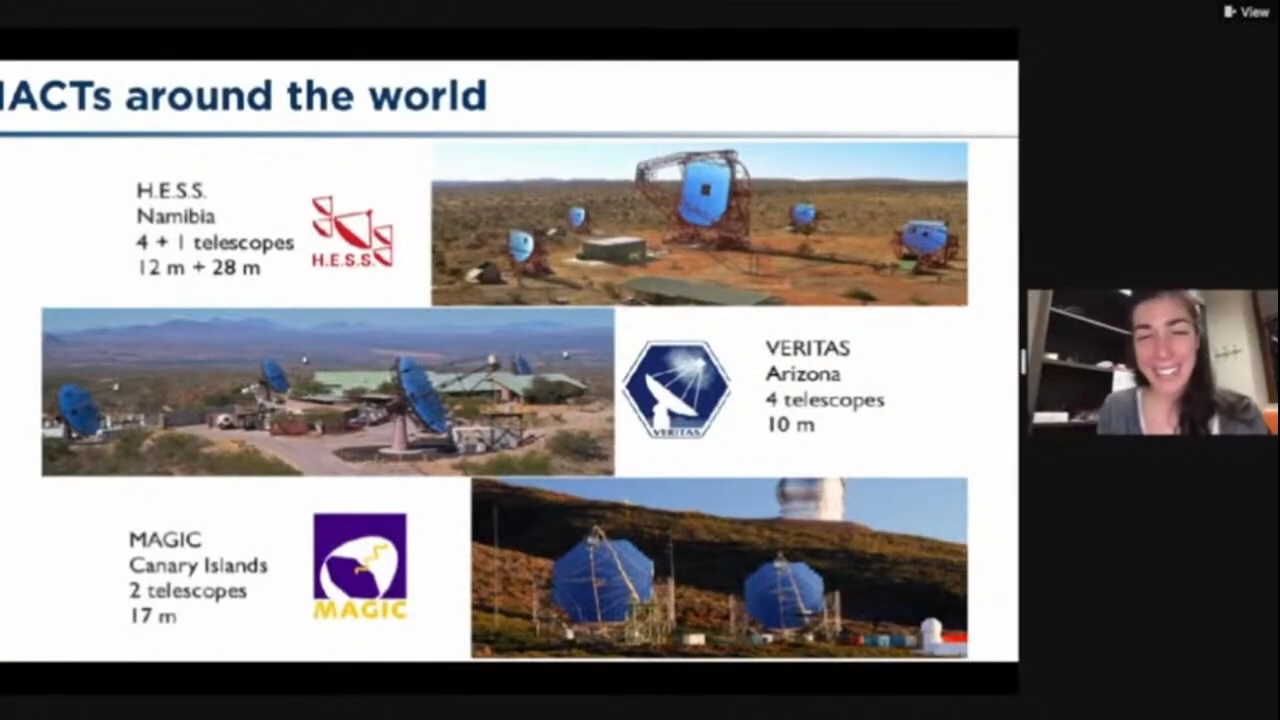 View
IACTs around the world
H.E.S.S.
Namibia
4 + 1 telescopes
12 m + 28 m
H.E.S.S.
VERITAS
Arizona
4 telescopes
10 m
VERITAS
MAGIC
Canary Islands
2 telescopes
17 m
MAGIC